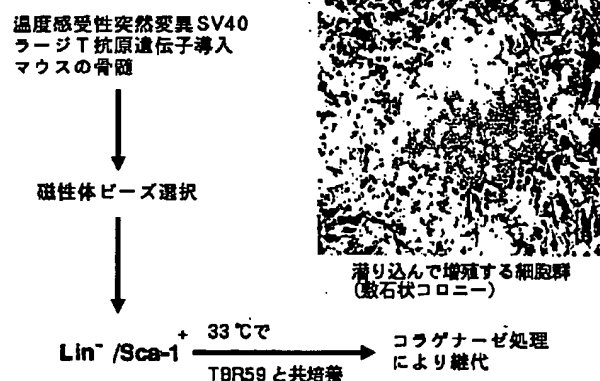 温度感受性突然変異SV40
ラージT抗原遺伝子導入
マウスの骨髄
磁性体ビーズ選択
Lin⁻ /Sca-1⁺
33℃で
TBR59と共培養
コラゲナーゼ処理
により継代
潜り込んで増殖する細胞群
(敷石状コロニー)